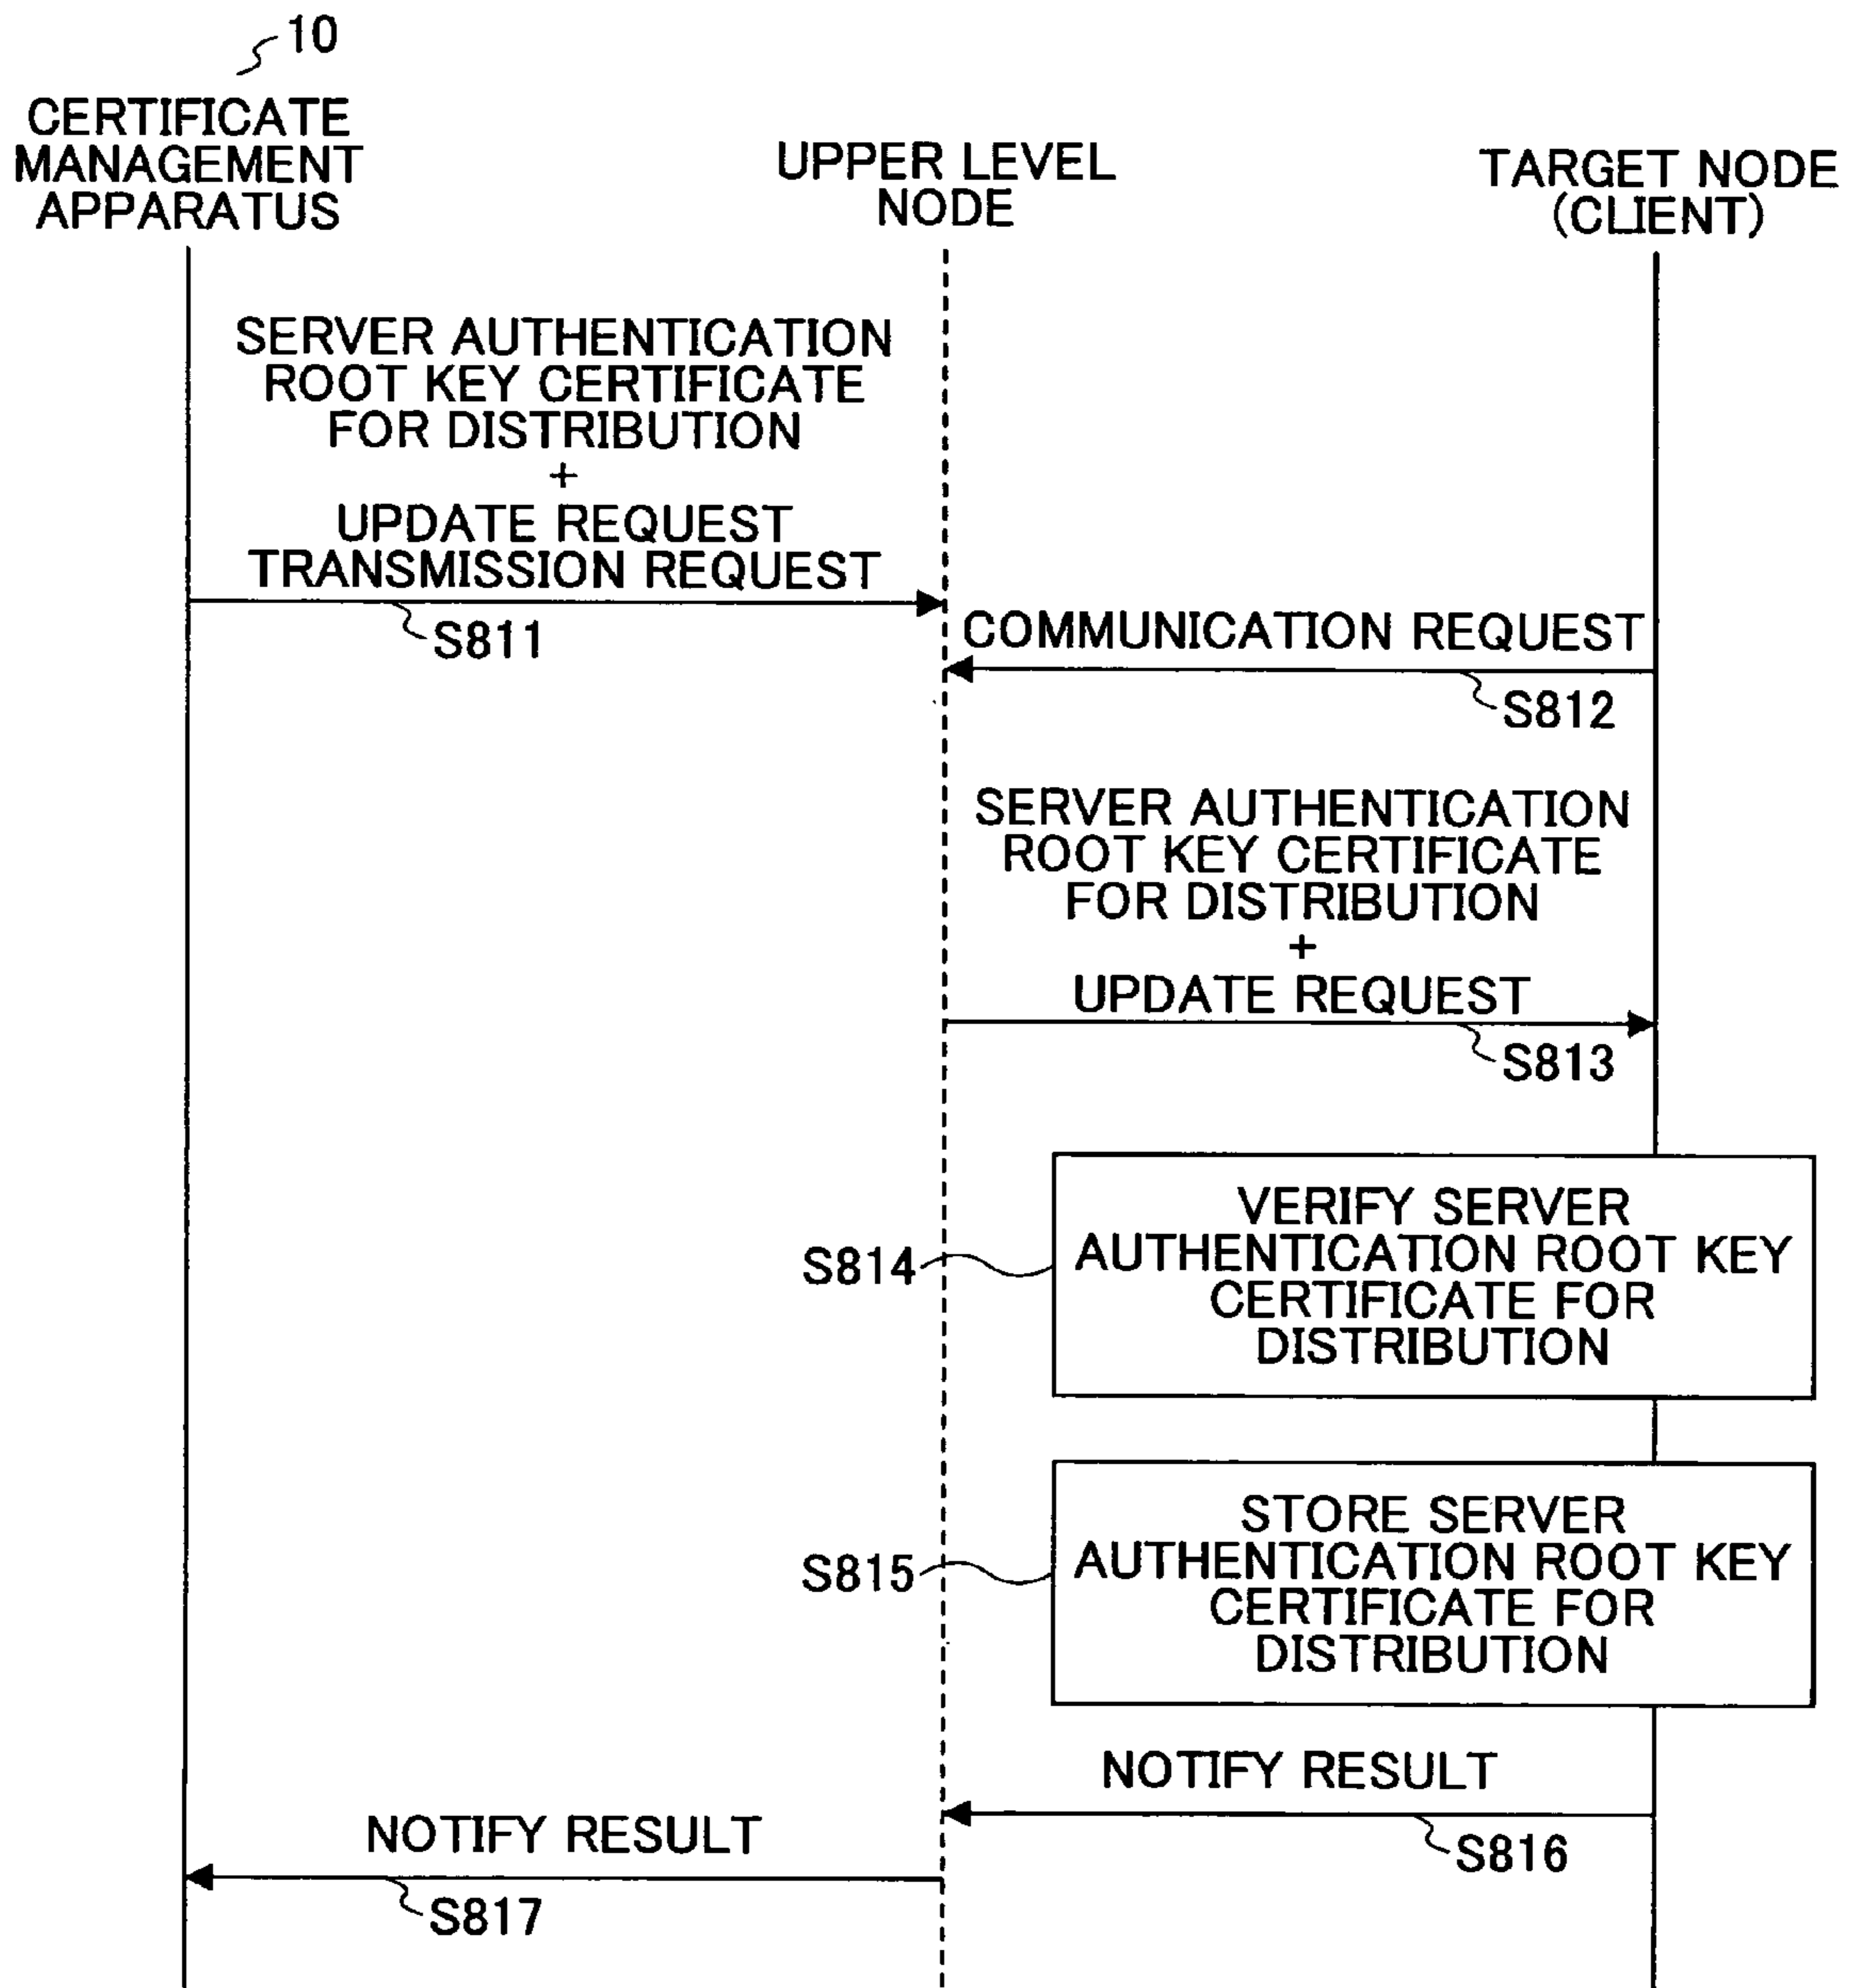 10
CERTIFICATE
MANAGEMENT
APPARATUS
UPPER LEVEL
NODE
TARGET NODE
(CLIENT)
SERVER AUTHENTICATION
ROOT KEY CERTIFICATE
FOR DISTRIBUTION
+
UPDATE REQUEST
TRANSMISSION REQUEST
S811
COMMUNICATION REQUEST
S812
SERVER AUTHENTICATION
ROOT KEY CERTIFICATE
FOR DISTRIBUTION
+
UPDATE REQUEST
S813
S814
VERIFY SERVER
AUTHENTICATION ROOT KEY
CERTIFICATE FOR
DISTRIBUTION
S815
STORE SERVER
AUTHENTICATION ROOT KEY
CERTIFICATE FOR
DISTRIBUTION
NOTIFY RESULT
S816
NOTIFY RESULT
S817